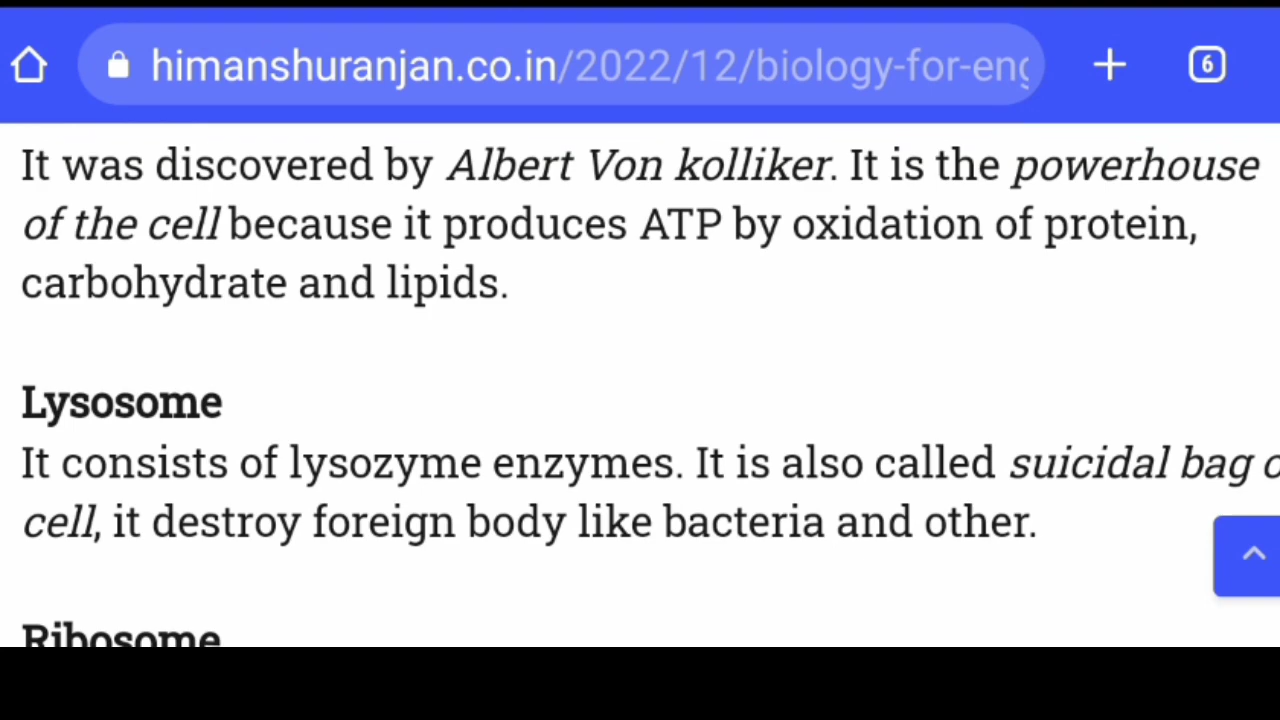 himanshuranjan.co.in/2022/12/biology-for-eng
6
It was discovered by Albert Von kolliker. It is the powerhouse
of the cell because it produces ATP by oxidation of protein,
carbohydrate and lipids.
Lysosome
It consists of lysozyme enzymes. It is also called suicidal bag o
cell, it destroy foreign body like bacteria and other.
Ribosome